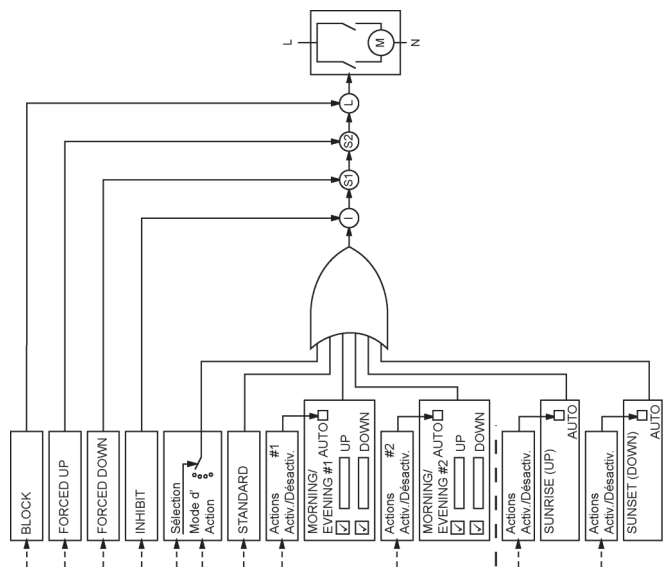 L
M
N
L
S2
S1
I
BLOCK
FORCED UP
FORCED DOWN
INHIBIT
Sélection
Mode d'
Action
STANDARD
Actions #1
Activ./Désactiv.
MORNING/
EVENING #1 AUTO
UP
DOWN
Actions #2
Activ./Désactiv.
MORNING/
EVENING #2 AUTO
UP
DOWN
Actions
Activ./Désactiv.
SUNRISE (UP)
AUTO
Actions
Activ./Désactiv.
SUNSET (DOWN)
AUTO